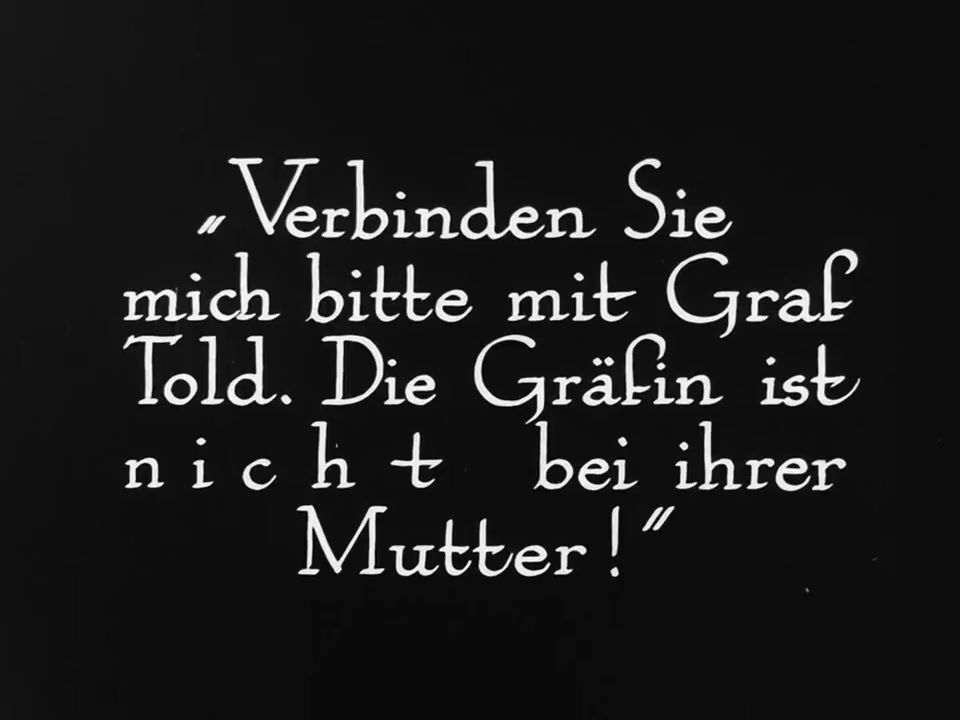 „Verbinden Sie
mich bitte mit Graf
Told. Die Gräfin ist
n i c h t bei ihrer
Mutter!“